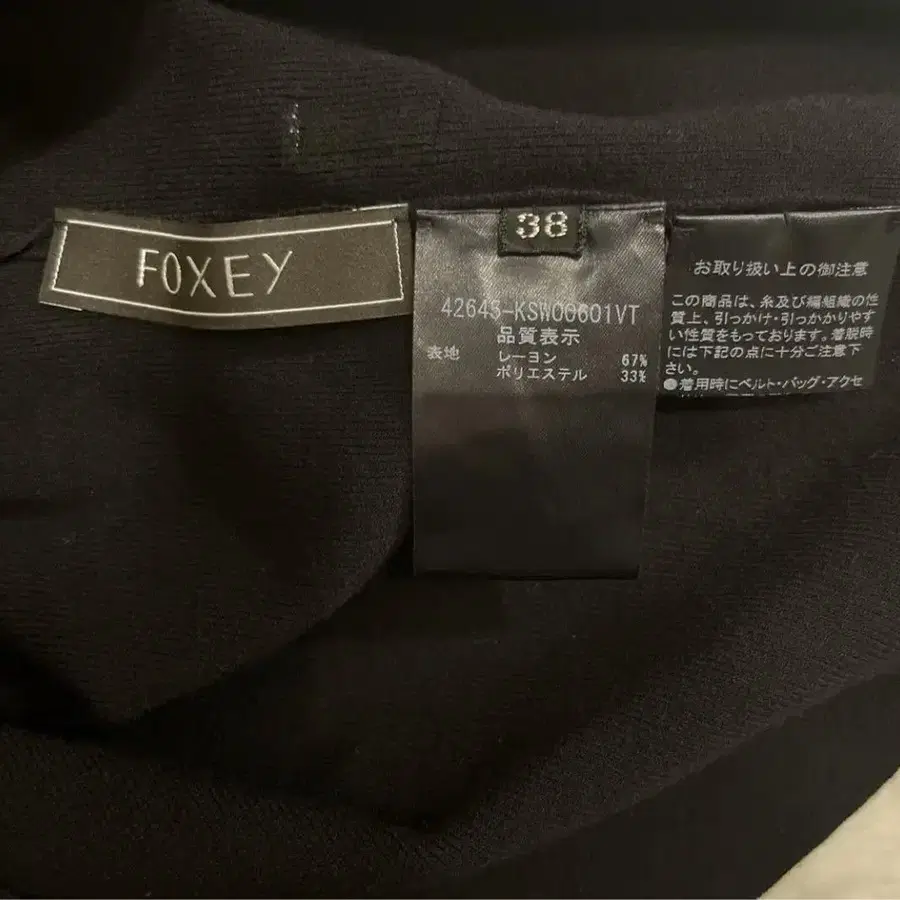 FOXEY
38
42643-KSW00601VT
品質表示
表地 レーヨン 67%
ポリエステル 33%
お取り扱い上の御注意
この商品は、糸及び編組織の性
質上、引っかけ・引っかかりやす
い性質をもっております。着脱時
には下記の点に十分ご注意下
さい。
●着用時にベルト・バッグ・アクセ